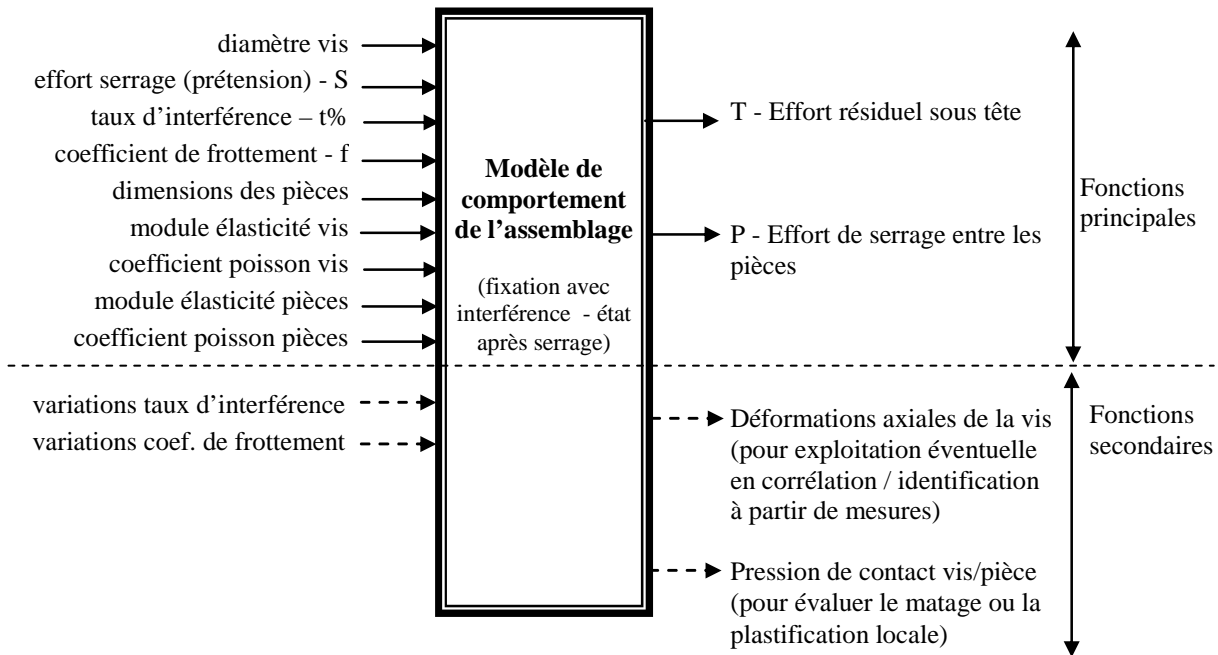 diamètre vis
effort serrage (prétension) - S
taux d'interférence – t%
coefficient de frottement - f
dimensions des pièces
module élasticité vis
coefficient poisson vis
module élasticité pièces
coefficient poisson pièces
variations taux d'interférence
variations coef. de frottement
Modèle de
comportement
de l'assemblage
(fixation avec
interférence - état
après serrage)
T - Effort résiduel sous tête
P - Effort de serrage entre les
pièces
Fonctions
principales
Déformations axiales de la vis
(pour exploitation éventuelle
en corrélation / identification
à partir de mesures)
Pression de contact vis/pièce
(pour évaluer le matage ou la
plastification locale)
Fonctions
secondaires